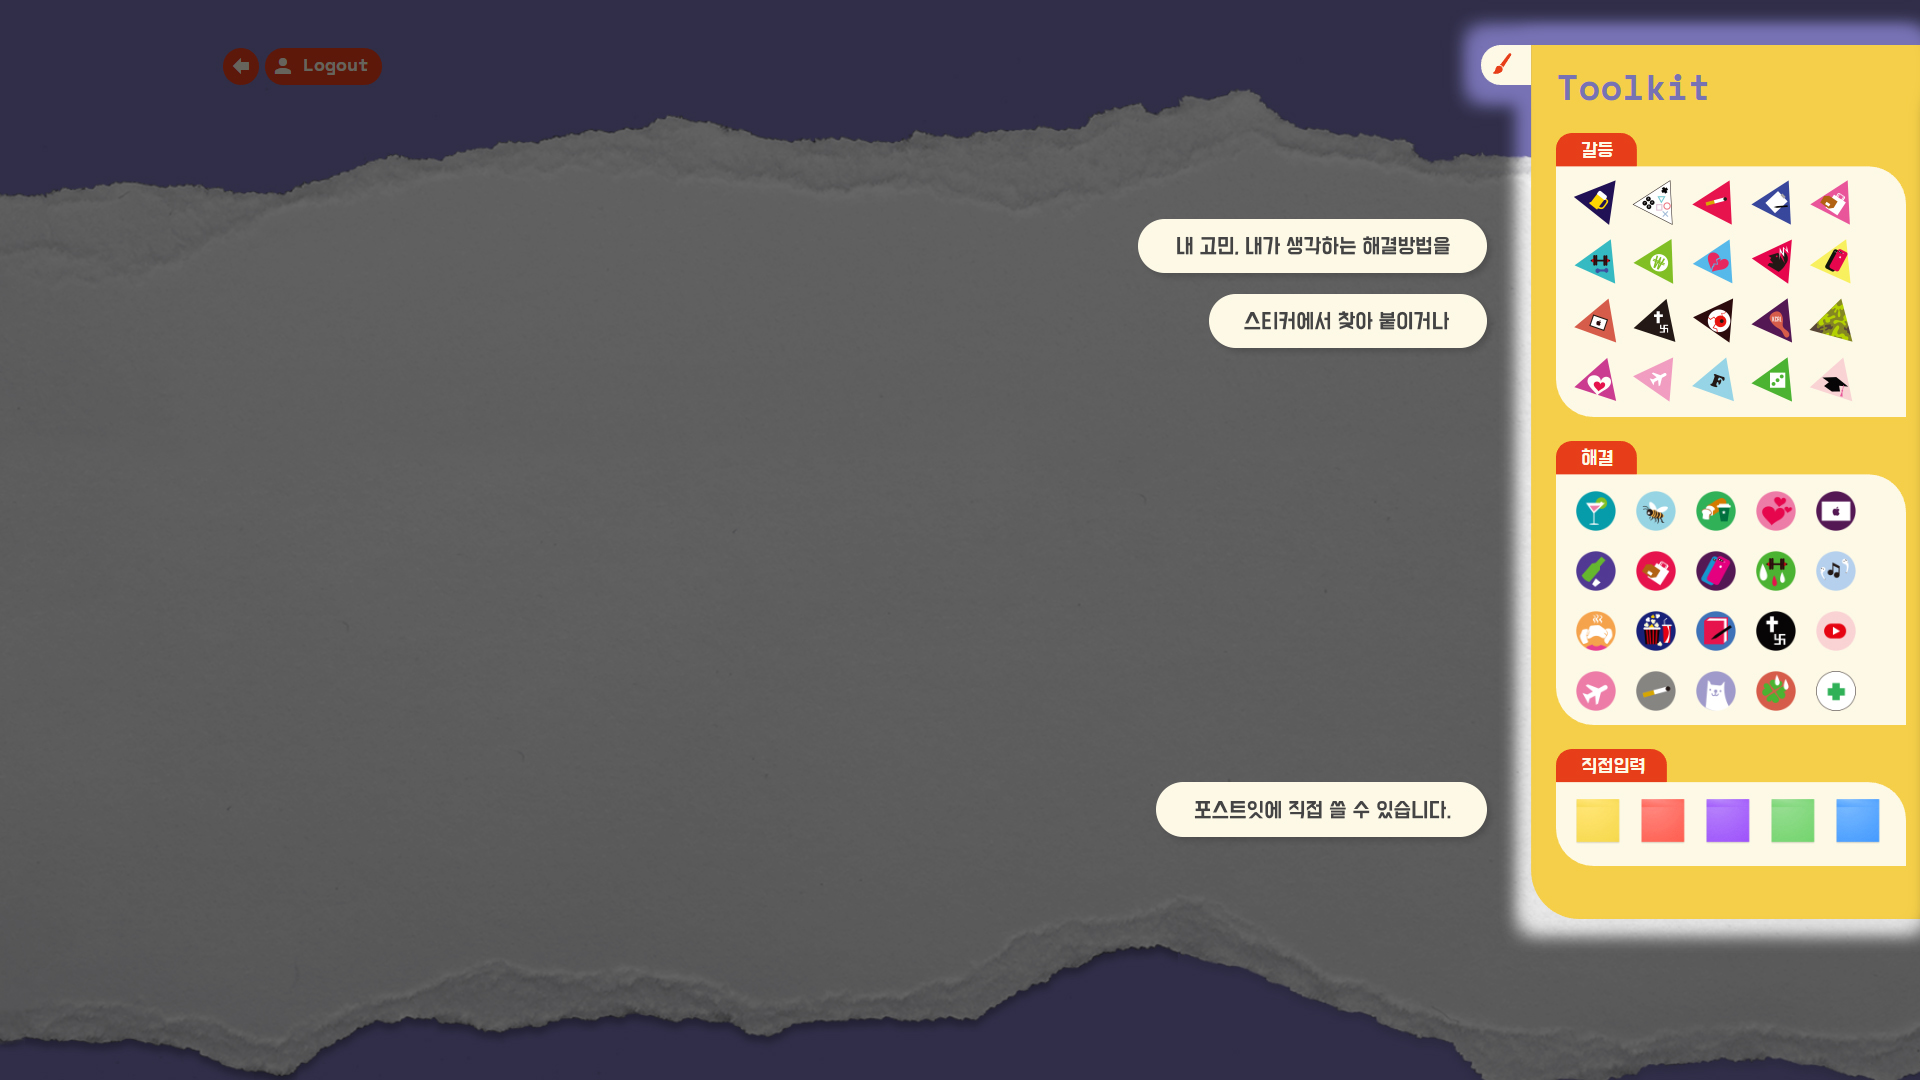 Logout
Toolkit
갈등
내 고민, 내가 생각하는 해결방법을
스티커에서 찾아 붙이거나
F
해결
직접입력
포스트잇에 직접 쓸 수 있습니다.